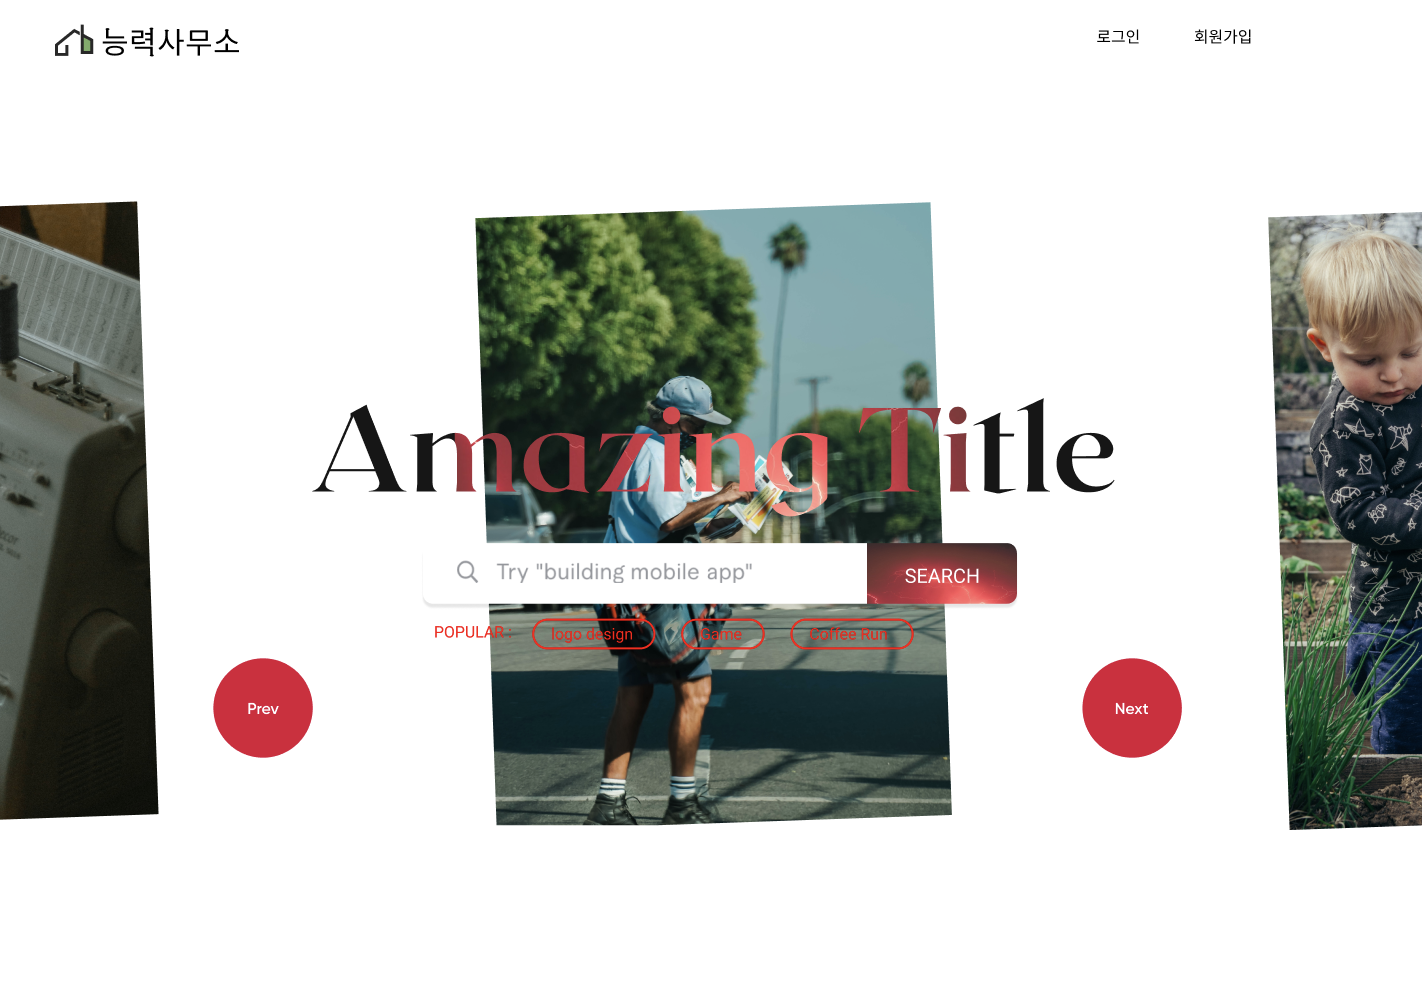 능력사무소
로그인 회원가입
Amazing Title
Try "building mobile app"
SEARCH
POPULAR : logo design Game Coffee Run
Prev
Next